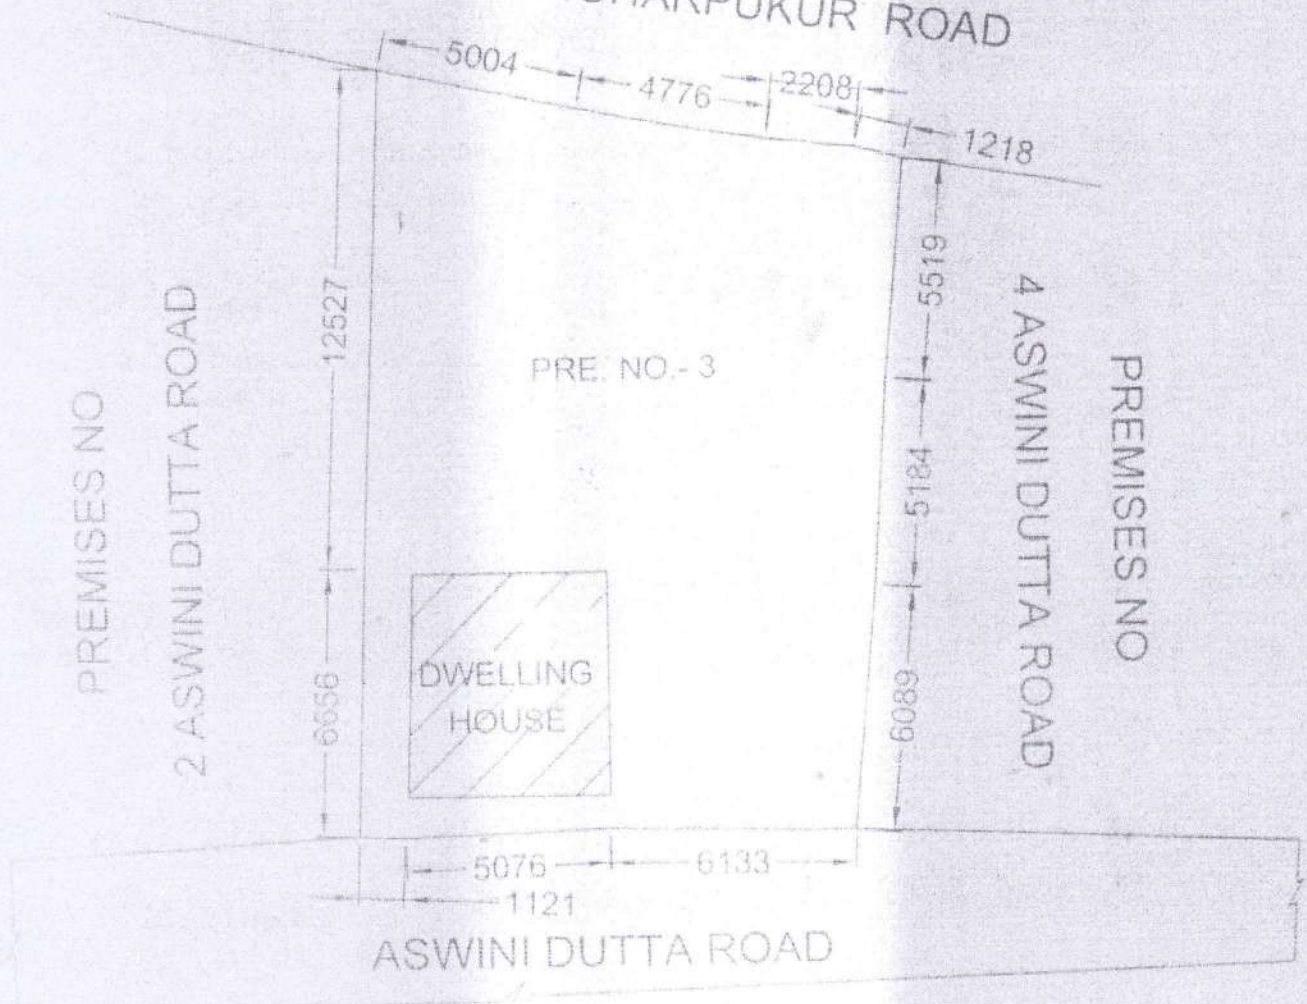 ROAD
5004
4776
2208
1218
12527
5519
PRE. NO.- 3
PREMISES NO
2 ASWINI DUTTA ROAD
4 ASWINI DUTTA ROAD
PREMISES NO
5184
6656
DWELLING
HOUSE
6089
5076
6133
1121
ASWINI DUTTA ROAD